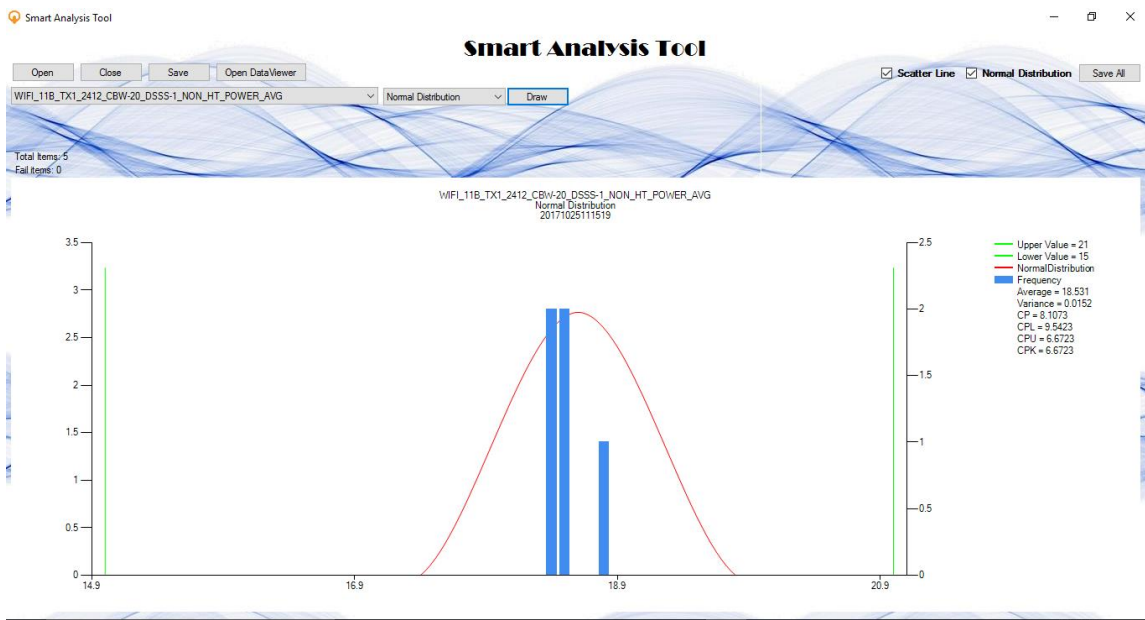 Smart Analysis Tool
Smart Analysis Tool
Open Close Save Open DataViewer
Scatter Line Normal Distribution Save All
WIFI_11B_TX1_2412_CBW-20_DSSS-1_NON_HT_POWER_AVG Normal Distribution Draw
Total Items: 5
Fail items: 0
WIFI_11B_TX1_2412_CBW-20_DSSS-1_NON_HT_POWER_AVG
Normal Distribution
20171025111519
3.5
3
2.5
2
1.5
1
0.5
0
14.9 16.9 18.9 20.9
2.5
2
1.5
1
0.5
0
Upper Value = 21
Lower Value = 15
NormalDistribution
Frequency
Average = 18.531
Variance = 0.0152
CP = 8.1073
CPL = 9.5423
CPU = 6.6723
CPK = 6.6723